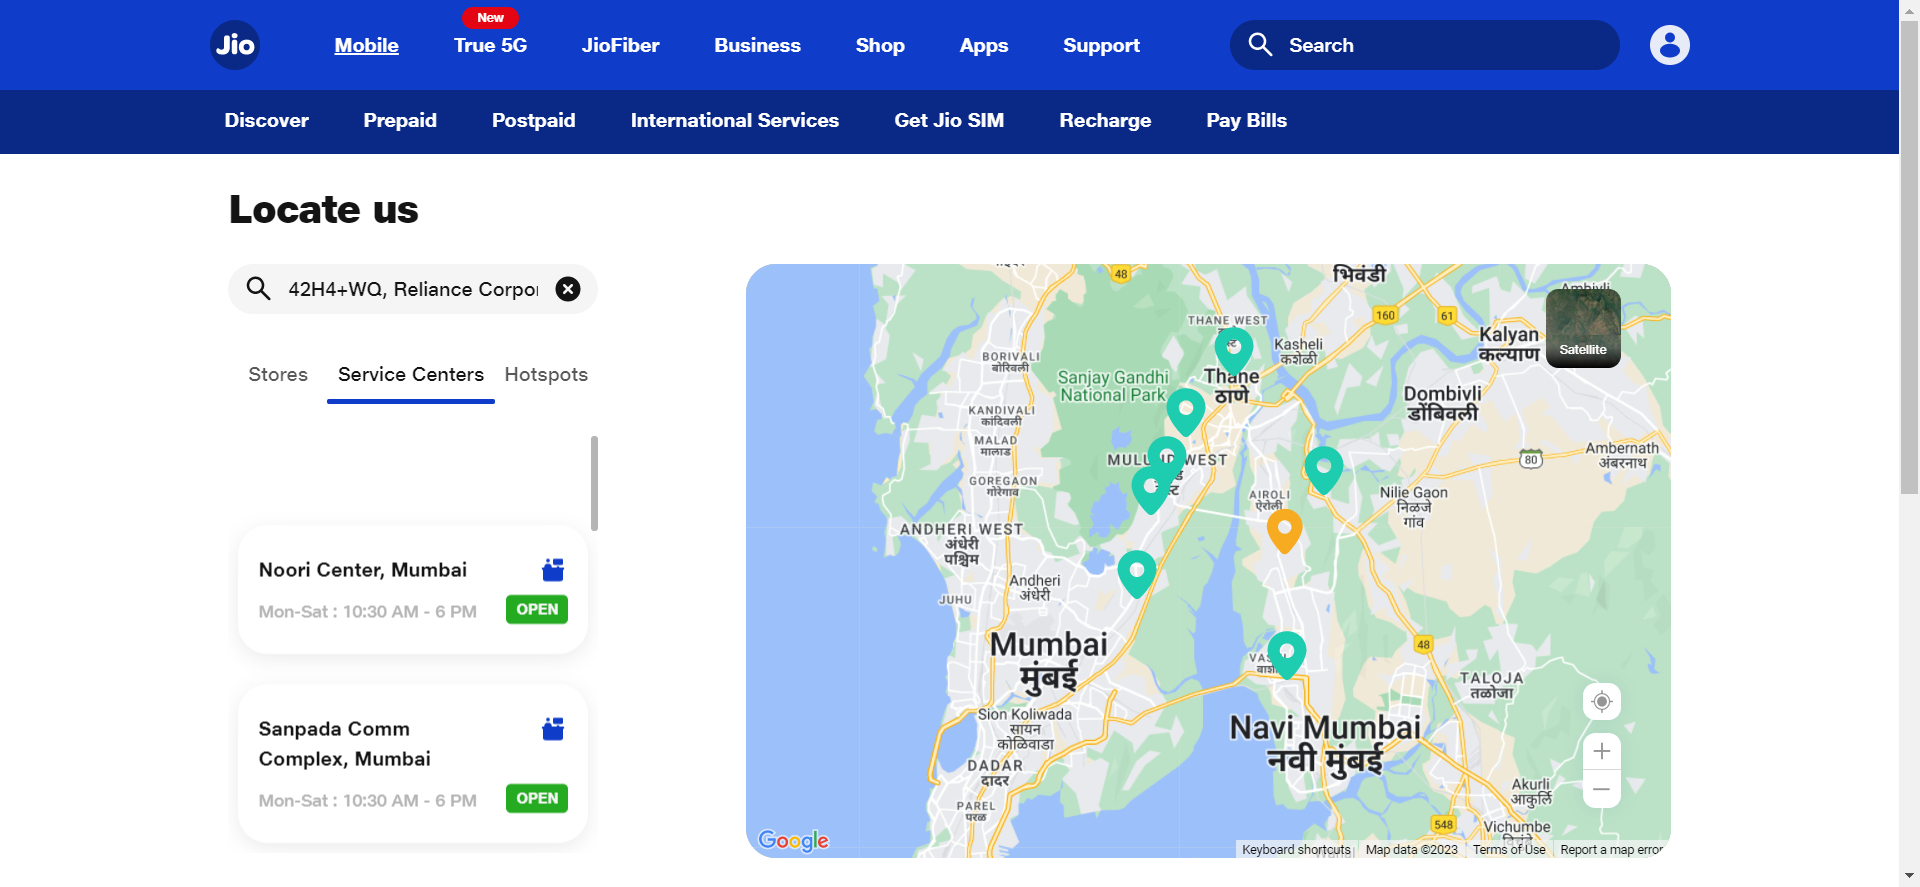 Jio
Mobile
New
True 5G
JioFiber
Business
Shop
Apps
Support
Search
Discover
Prepaid
Postpaid
International Services
Get Jio SIM
Recharge
Pay Bills
Locate us
42H4+WQ, Reliance Corpo
Stores
Service Centers
Hotspots
Noori Center, Mumbai
Mon-Sat : 10:30 AM - 6 PM
OPEN
Sanpada Comm
Complex, Mumbai
Mon-Sat : 10:30 AM - 6 PM
OPEN
48
भिवंडी
Ambivli
160
61
THANE WEST
Kasheli
कशेळी
Kalyan
कल्याण
Satellite
BORIVALI
बोरिवली
Sanjay Gandhi
National Park
Thane
ठाणे
Dombivli
डोंबिवली
KANDIVALI
कांदिवली
MALAD
मालाड
MULUND WEST
80
Ambernath
अंबरनाथ
GOREGAON
गोरेगाव
AIROLI
ऐरोली
Nilje Gaon
निळजे
गांव
ANDHERI WEST
अंधेरी
पश्चिम
Andheri
अंधेरी
JUHU
Mumbai
मुंबई
48
TALOJA
तळोजा
Sion Koliwada
सायन
कोळिवाडा
Navi Mumbai
नवी मुंबई
DADAR
दादर
Akurli
आकुर्लि
PAREL
परळ
548
Vichumbe
Google
Keyboard shortcuts
Map data ©2023
Terms of Use
Report a map error